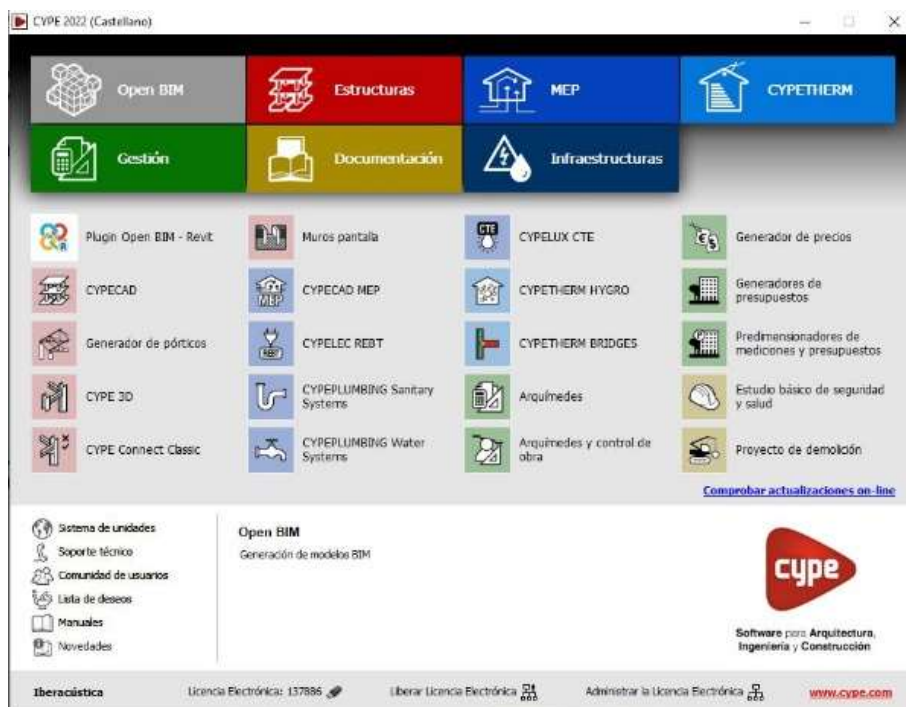 CYPE 2022 (Castellano)
Open BIM
Estructuras
MEP
CYPETHERM
Gestión
Documentación
Infraestructuras
Plugin Open BIM - Revit
Muros pantalla
CTE
CYPELUX CTE
Generador de precios
CYPECAD
MEP
CYPECAD MEP
CYPETHERM HYGRO
Generadores de
presupuestos
Generador de pórticos
REBT
CYPELEC REBT
CYPETHERM BRIDGES
Predimensionadores de
mediciones y presupuestos
CYPE 3D
CYPEPLUMBING Sanitary
Systems
Arquímedes
Estudio básico de seguridad
y salud
CYPE Connect Classic
CYPEPLUMBING Water
Systems
Arquímedes y control de
obra
Proyecto de demolición
Comprobar actualizaciones on-line
Sistema de unidades
Soporte técnico
Comunidad de usuarios
Lista de deseos
Manuales
Novedades
Open BIM
Generación de modelos BIM
cype
Software para Arquitectura,
Ingeniería y Construcción
Iberacústica
Licencia Electrónica: 137886
Liberar Licencia Electrónica
Administrar la Licencia Electrónica
www.cype.com